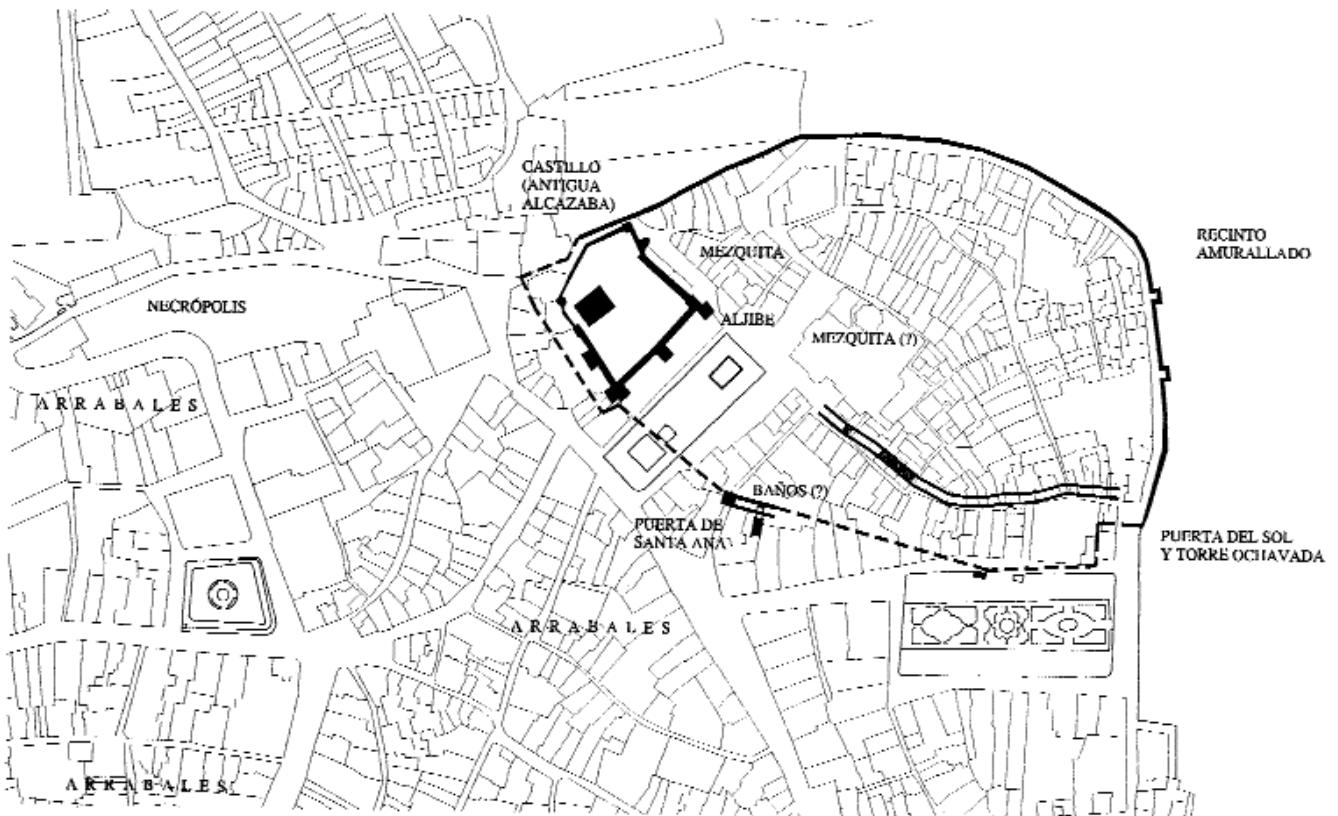 CASTILLO
(ANTIGUA
ALCAZABA)
MEZQUITA
RECINTO
AMURALLADO
NECRÓPOLIS
ALJIBE
MEZQUITA (?)
ARRABALES
BAÑOS (?)
PUERTA DE
SANTA ANA
PUERTA DEL SOL
Y TORRE OCHAVADA
ARRABALES
ARRABALES